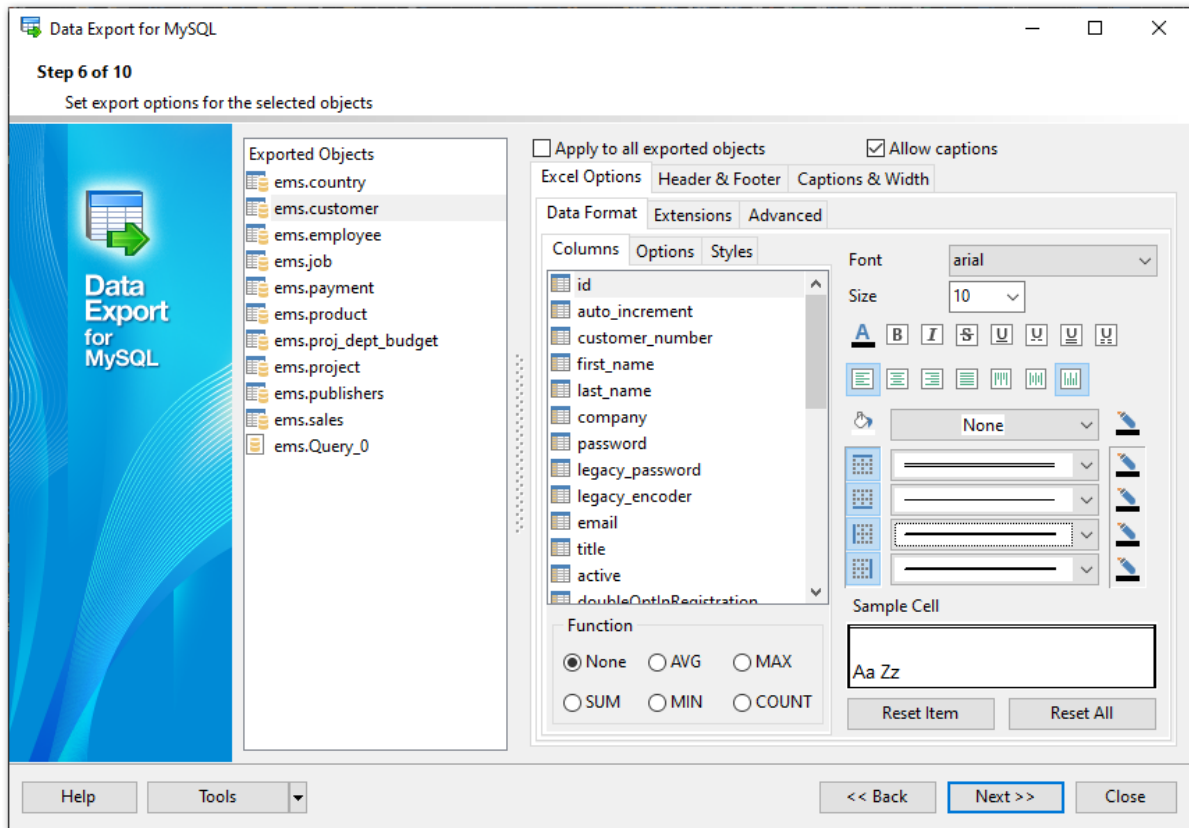 Data Export for MySQL
Step 6 of 10
Set export options for the selected objects
Data
Export
for
MySQL
Exported Objects
ems.country
ems.customer
ems.employee
ems.job
ems.payment
ems.product
ems.proj_dept_budget
ems.project
ems.publishers
ems.sales
ems.Query_0
Apply to all exported objects
Allow captions
Excel Options Header & Footer Captions & Width
Data Format Extensions Advanced
Columns Options Styles
id
auto_increment
customer_number
first_name
last_name
company
password
legacy_password
legacy_encoder
email
title
active
doubleOptInRegistration
Function
None AVG MAX
SUM MIN COUNT
Font arial
Size 10
A B I S U U U U
None
Sample Cell
Aa Zz
Reset Item Reset All
Help Tools << Back Next >> Close